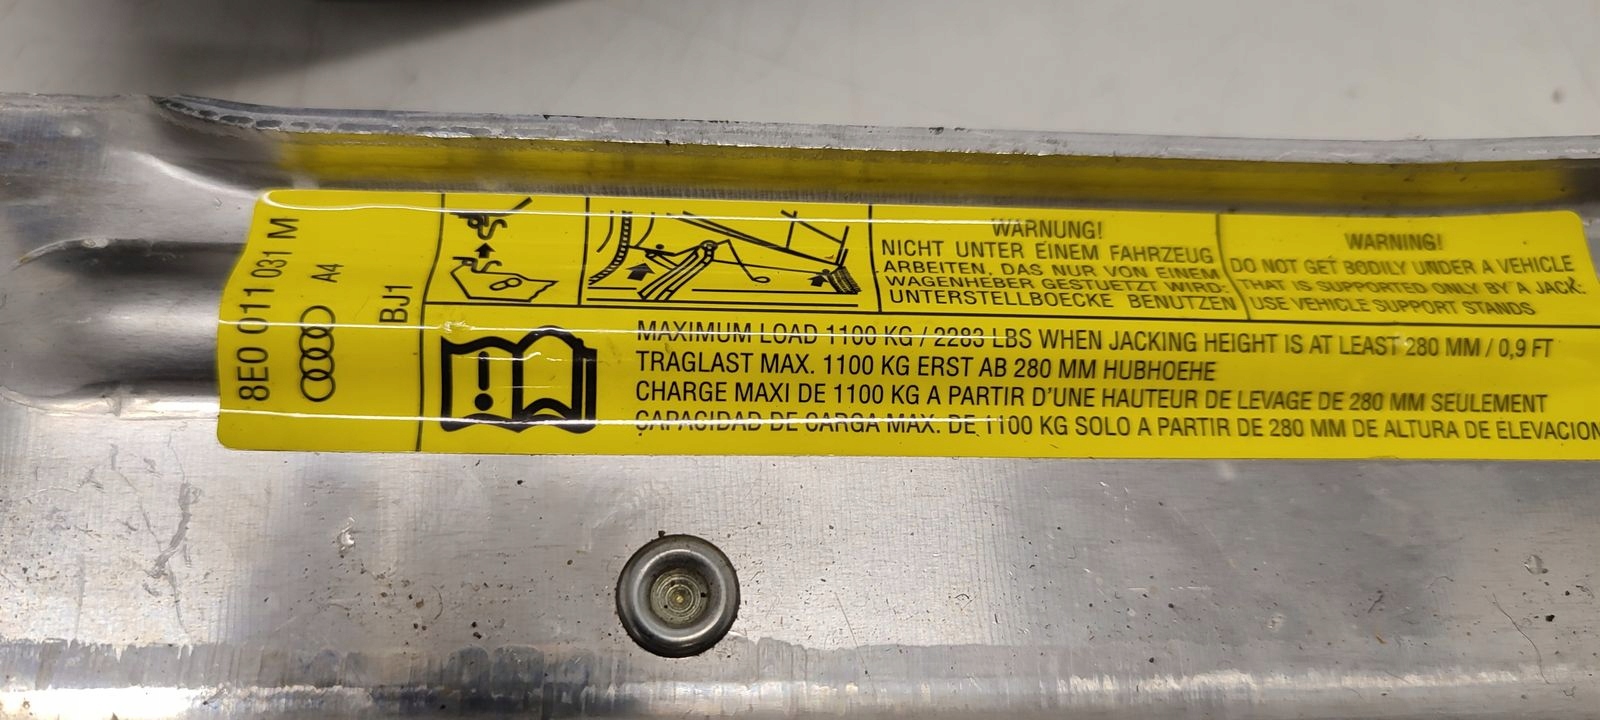 8E0 011 031 M
A4
BJ1
WARNUNG!
NICHT UNTER EINEM FAHRZEUG
ARBEITEN, DAS NUR VON EINEM
WAGENHEBER GESTUETZT WIRD:
UNTERSTELLBOECKE BENUTZEN
WARNING!
DO NOT GET BODILY UNDER A VEHICLE
THAT IS SUPPORTED ONLY BY A JACK:
USE VEHICLE SUPPORT STANDS
MAXIMUM LOAD 1100 KG / 2283 LBS WHEN JACKING HEIGHT IS AT LEAST 280 MM / 0,9 FT
TRAGLAST MAX. 1100 KG ERST AB 280 MM HUBHOEHE
CHARGE MAXI DE 1100 KG A PARTIR D'UNE HAUTEUR DE LEVAGE DE 280 MM SEULEMENT
CAPACIDAD DE CARGA MAX. DE 1100 KG SOLO A PARTIR DE 280 MM DE ALTURA DE ELEVACION